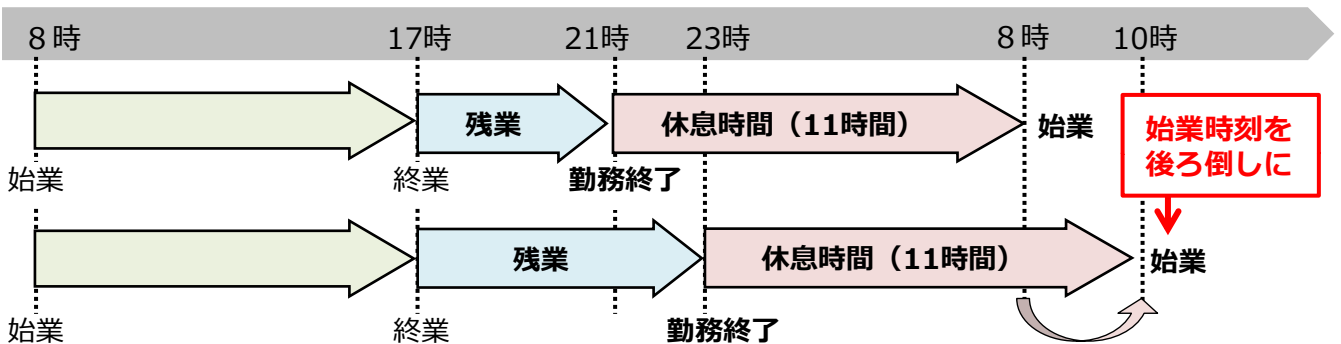 ８時 17時 21時 23時 ８時 10時
残業 休息時間（11時間） 始業
始業時刻を
後ろ倒しに
始業 終業 勤務終了
残業 休息時間（11時間） 始業
始業 終業 勤務終了